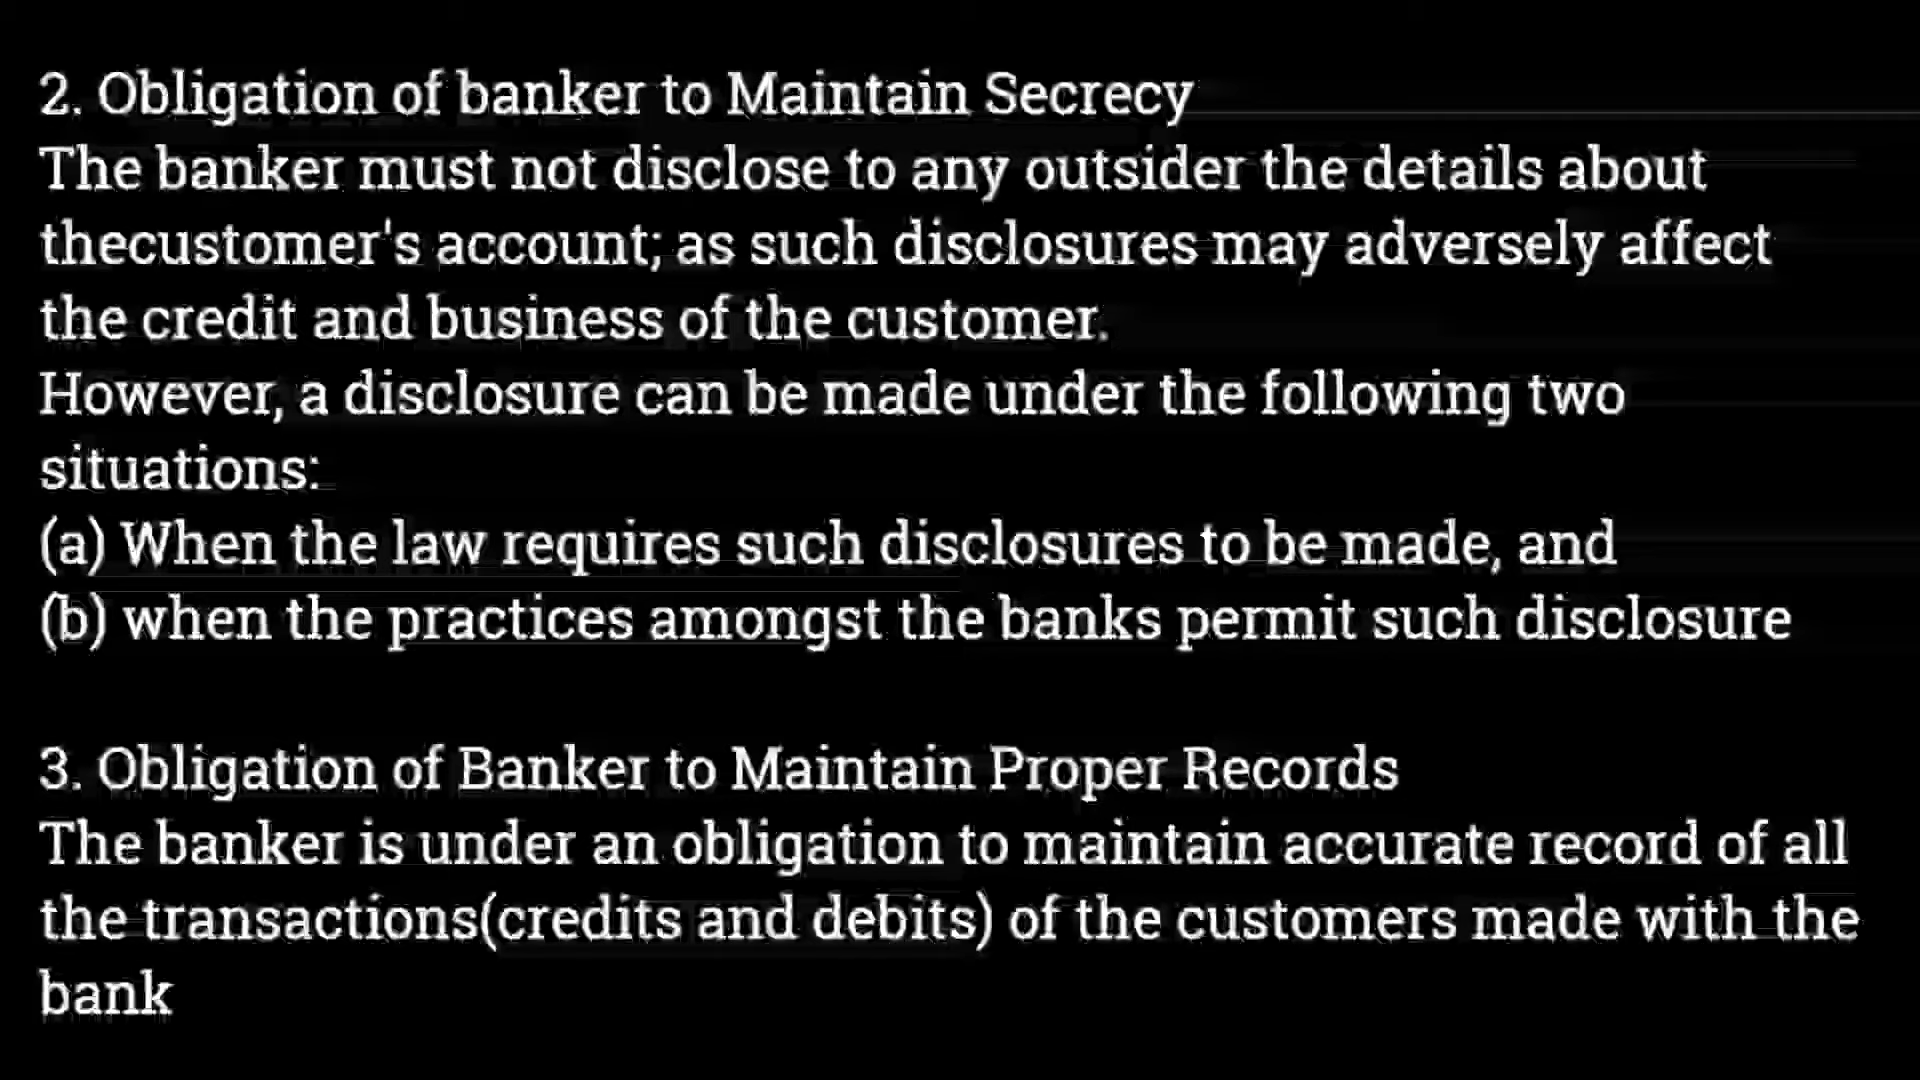 2. Obligation of banker to Maintain Secrecy
The banker must not disclose to any outsider the details about
thecustomer's account; as such disclosures may adversely affect
the credit and business of the customer.
However, a disclosure can be made under the following two
situations:
(a) When the law requires such disclosures to be made, and
(b) when the practices amongst the banks permit such disclosure
3. Obligation of Banker to Maintain Proper Records
The banker is under an obligation to maintain accurate record of all
the transactions(credits and debits) of the customers made with the
bank